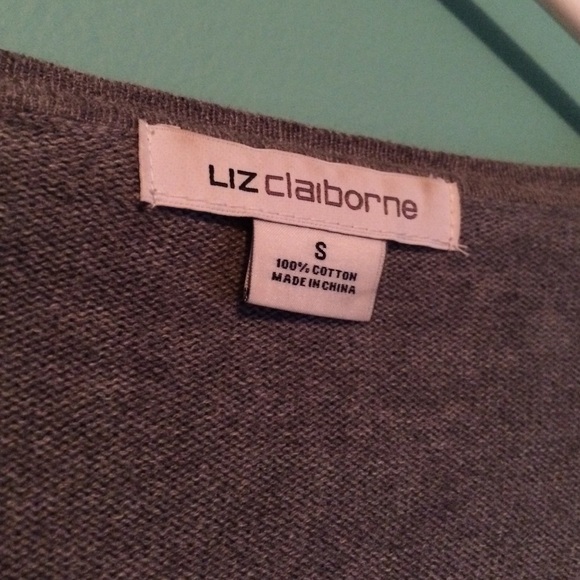 LIZ claiborne
S
100% COTTON
MADE IN CHINA